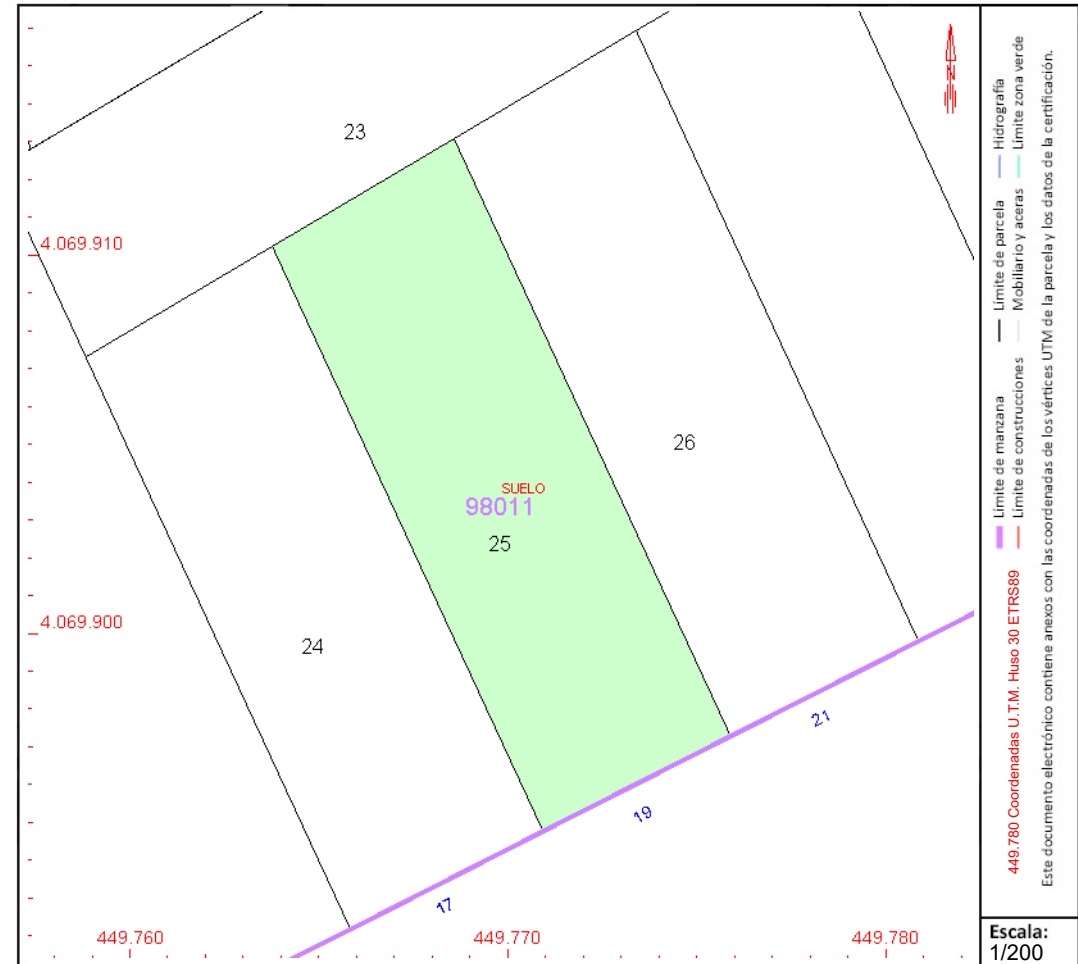 23
4.069.910
26
SUELO
98011
25
4.069.900
24
21
19
17
449.760
449.770
449.780
N
Límite de manzana
Límite de parcela
Hidrografía
Límite de construcciones
Mobiliario y aceras
Límite zona verde
449.780 Coordenadas U.T.M. Huso 30 ETRS89
Este documento electrónico contiene anexos con las coordenadas de los vértices UTM de la parcela y los datos de la certificación.
Escala:
1/200